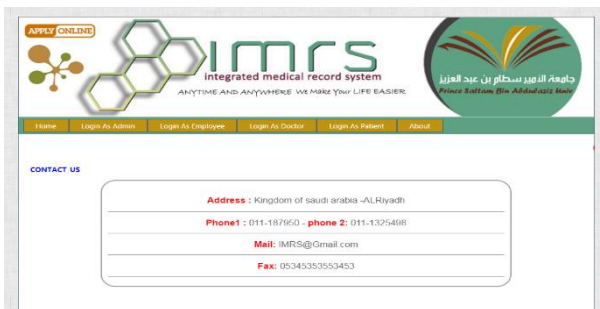 APPLY ONLINE
IMRS
integrated medical record system
ANYTIME AND ANYWHERE WE MAKE YOUR LIFE EASIER
جامعة الأمير سطام بن عبد العزيز
Prince Sattam Bin Abdulaziz Univ
Home Login As Admin Login As Employee Login As Doctor Login As Patient About
CONTACT US
Address : Kingdom of saudi arabia -ALRiyadh
Phone1 : 011-187950 - phone 2: 011-1325498
Mail: IMRS@Gmail.com
Fax: 05345353553453